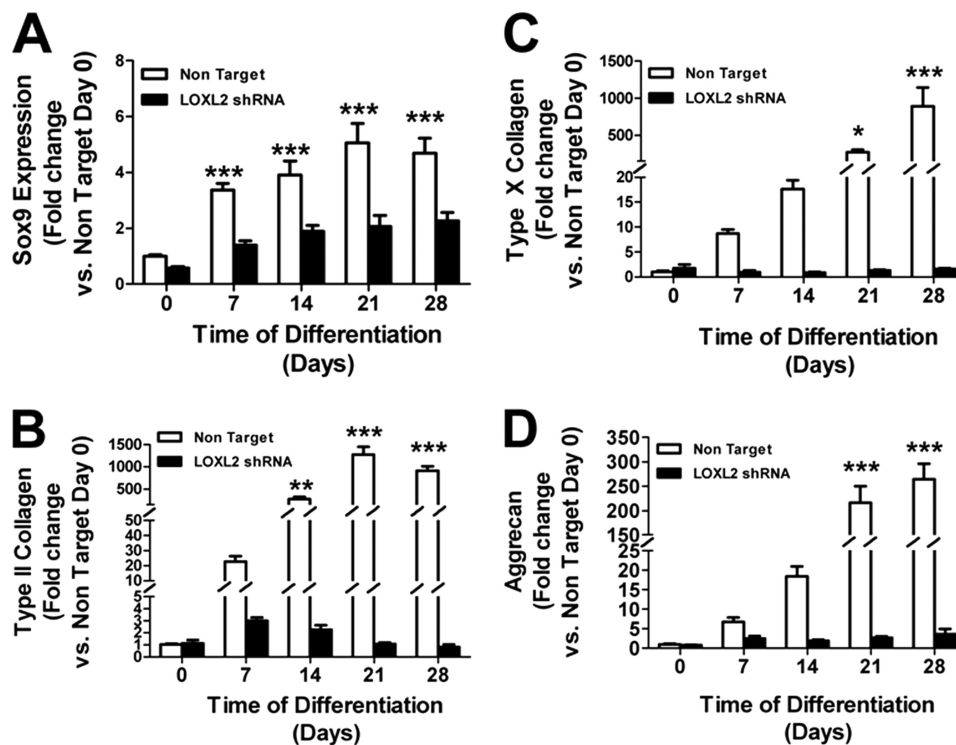 A
Sox9 Expression
(Fold change
vs. Non Target Day 0)
8
6
4
2
0
Non Target
LOXL2 shRNA
***
***
***
***
0 7 14 21 28
Time of Differentiation
(Days)
B
Type II Collagen
(Fold change
vs. Non Target Day 0)
1500
1000
500
50
40
30
20
10
5
4
3
2
1
0
Non Target
LOXL2 shRNA
**
***
***
0 7 14 21 28
Time of Differentiation
(Days)
C
Type X Collagen
(Fold change
vs. Non Target Day 0)
1500
1000
500
20
15
10
5
0
Non Target
LOXL2 shRNA
*
***
0 7 14 21 28
Time of Differentiation
(Days)
D
Aggrecan
(Fold change
vs. Non Target Day 0)
350
300
250
200
150
100
50
25
20
15
10
5
0
Non Target
LOXL2 shRNA
***
***
0 7 14 21 28
Time of Differentiation
(Days)